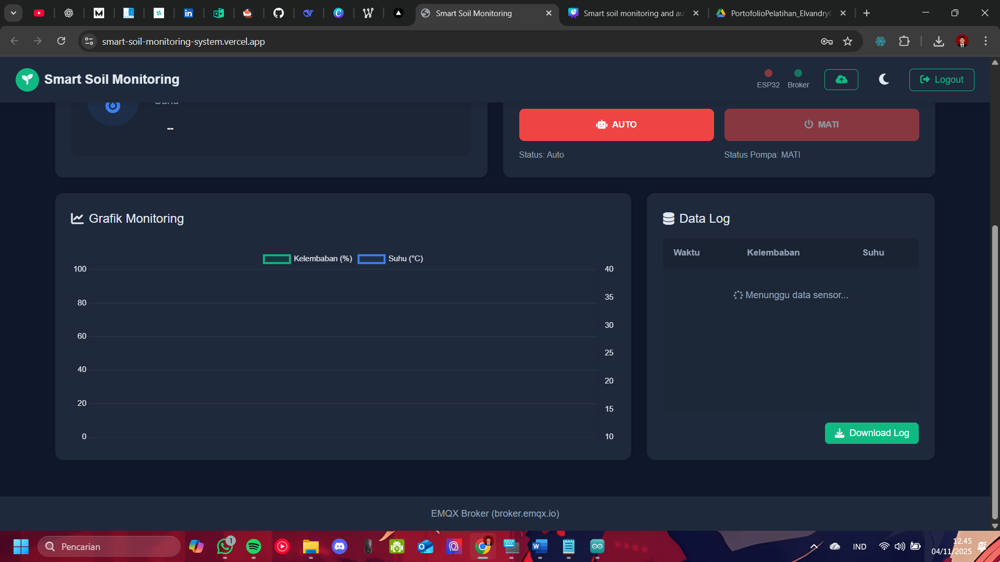 Smart Soil Monitoring
Smart soil monitoring and au
PortofolioPelatihan_Elvandry
smart-soil-monitoring-system.vercel.app
Smart Soil Monitoring
ESP32
Broker
Logout
--
AUTO
MATI
Status: Auto
Status Pompa: MATI
Grafik Monitoring
Kelembaban (%)
Suhu (°C)
100
80
60
40
20
0
40
35
30
25
20
15
10
Data Log
Waktu Kelembaban Suhu
Menunggu data sensor...
Download Log
EMQX Broker (broker.emqx.io)
Pencarian
1
IND
12.45
04/11/2025